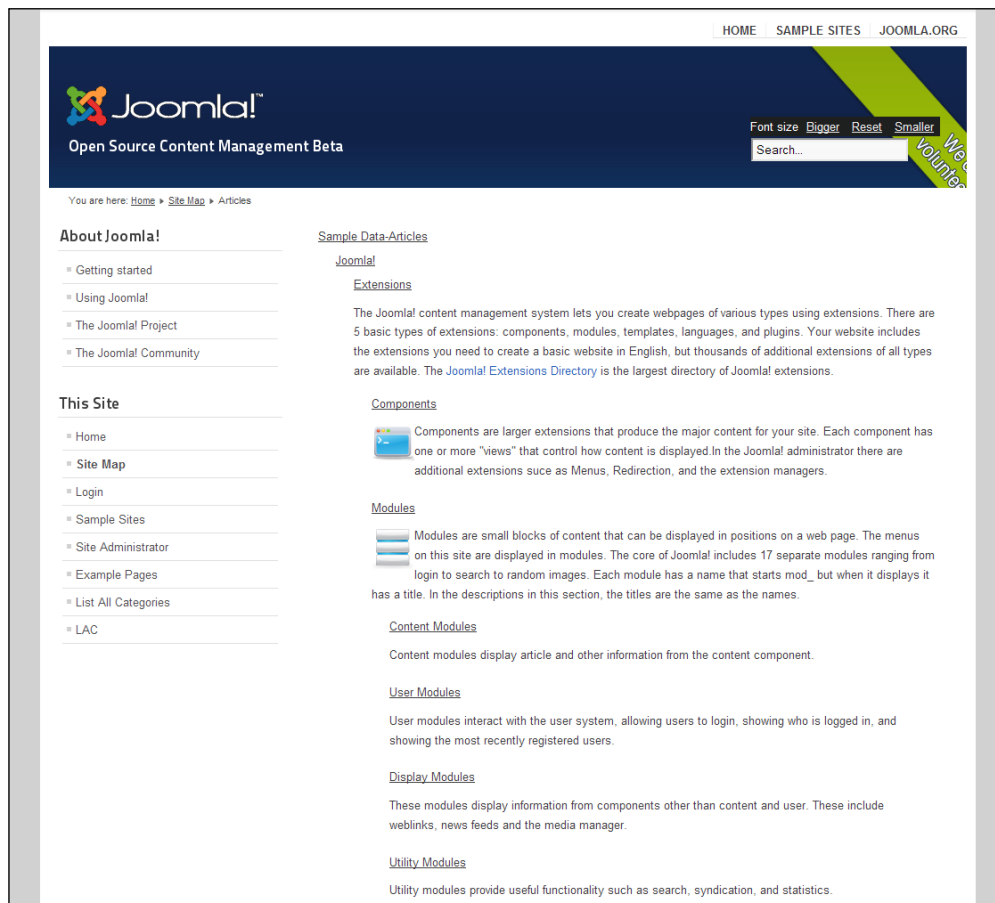 HOME SAMPLE SITES JOOMLA.ORG
Joomla!™
Open Source Content Management Beta
Font size Bigger Reset Smaller
Search...
We
voluntee
You are here: Home ▸ Site Map ▸ Articles
About Joomla!
Getting started
Using Joomla!
The Joomla! Project
The Joomla! Community
This Site
Home
Site Map
Login
Sample Sites
Site Administrator
Example Pages
List All Categories
LAC
Sample Data-Articles
Joomla!
Extensions
The Joomla! content management system lets you create webpages of various types using extensions. There are
5 basic types of extensions: components, modules, templates, languages, and plugins. Your website includes
the extensions you need to create a basic website in English, but thousands of additional extensions of all types
are available. The Joomla! Extensions Directory is the largest directory of Joomla! extensions.
Components
Components are larger extensions that produce the major content for your site. Each component has
one or more "views" that control how content is displayed.In the Joomla! administrator there are
additional extensions suce as Menus, Redirection, and the extension managers.
Modules
Modules are small blocks of content that can be displayed in positions on a web page. The menus
on this site are displayed in modules. The core of Joomla! includes 17 separate modules ranging from
login to search to random images. Each module has a name that starts mod_ but when it displays it
has a title. In the descriptions in this section, the titles are the same as the names.
Content Modules
Content modules display article and other information from the content component.
User Modules
User modules interact with the user system, allowing users to login, showing who is logged in, and
showing the most recently registered users.
Display Modules
These modules display information from components other than content and user. These include
weblinks, news feeds and the media manager.
Utility Modules
Utility modules provide useful functionality such as search, syndication, and statistics.